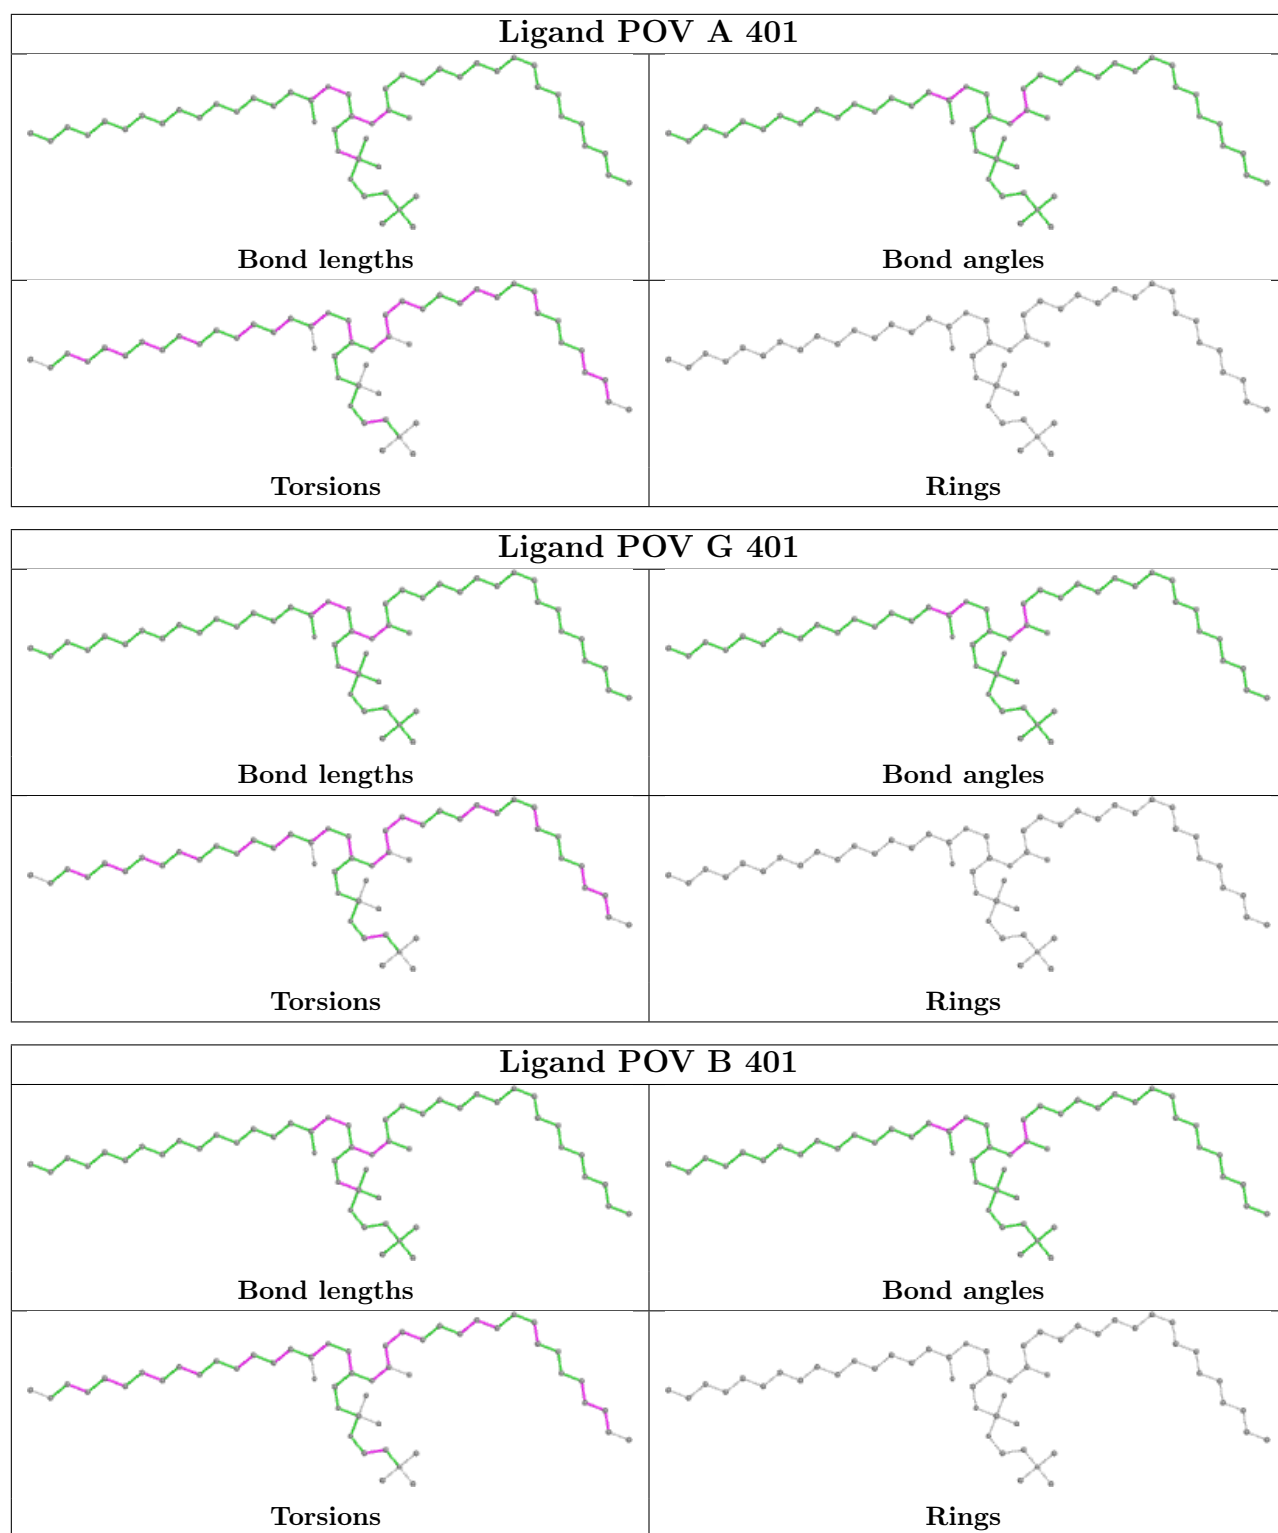 Ligand POV A 401
Bond lengths
Bond angles
Torsions
Rings
Ligand POV G 401
Bond lengths
Bond angles
Torsions
Rings
Ligand POV B 401
Bond lengths
Bond angles
Torsions
Rings